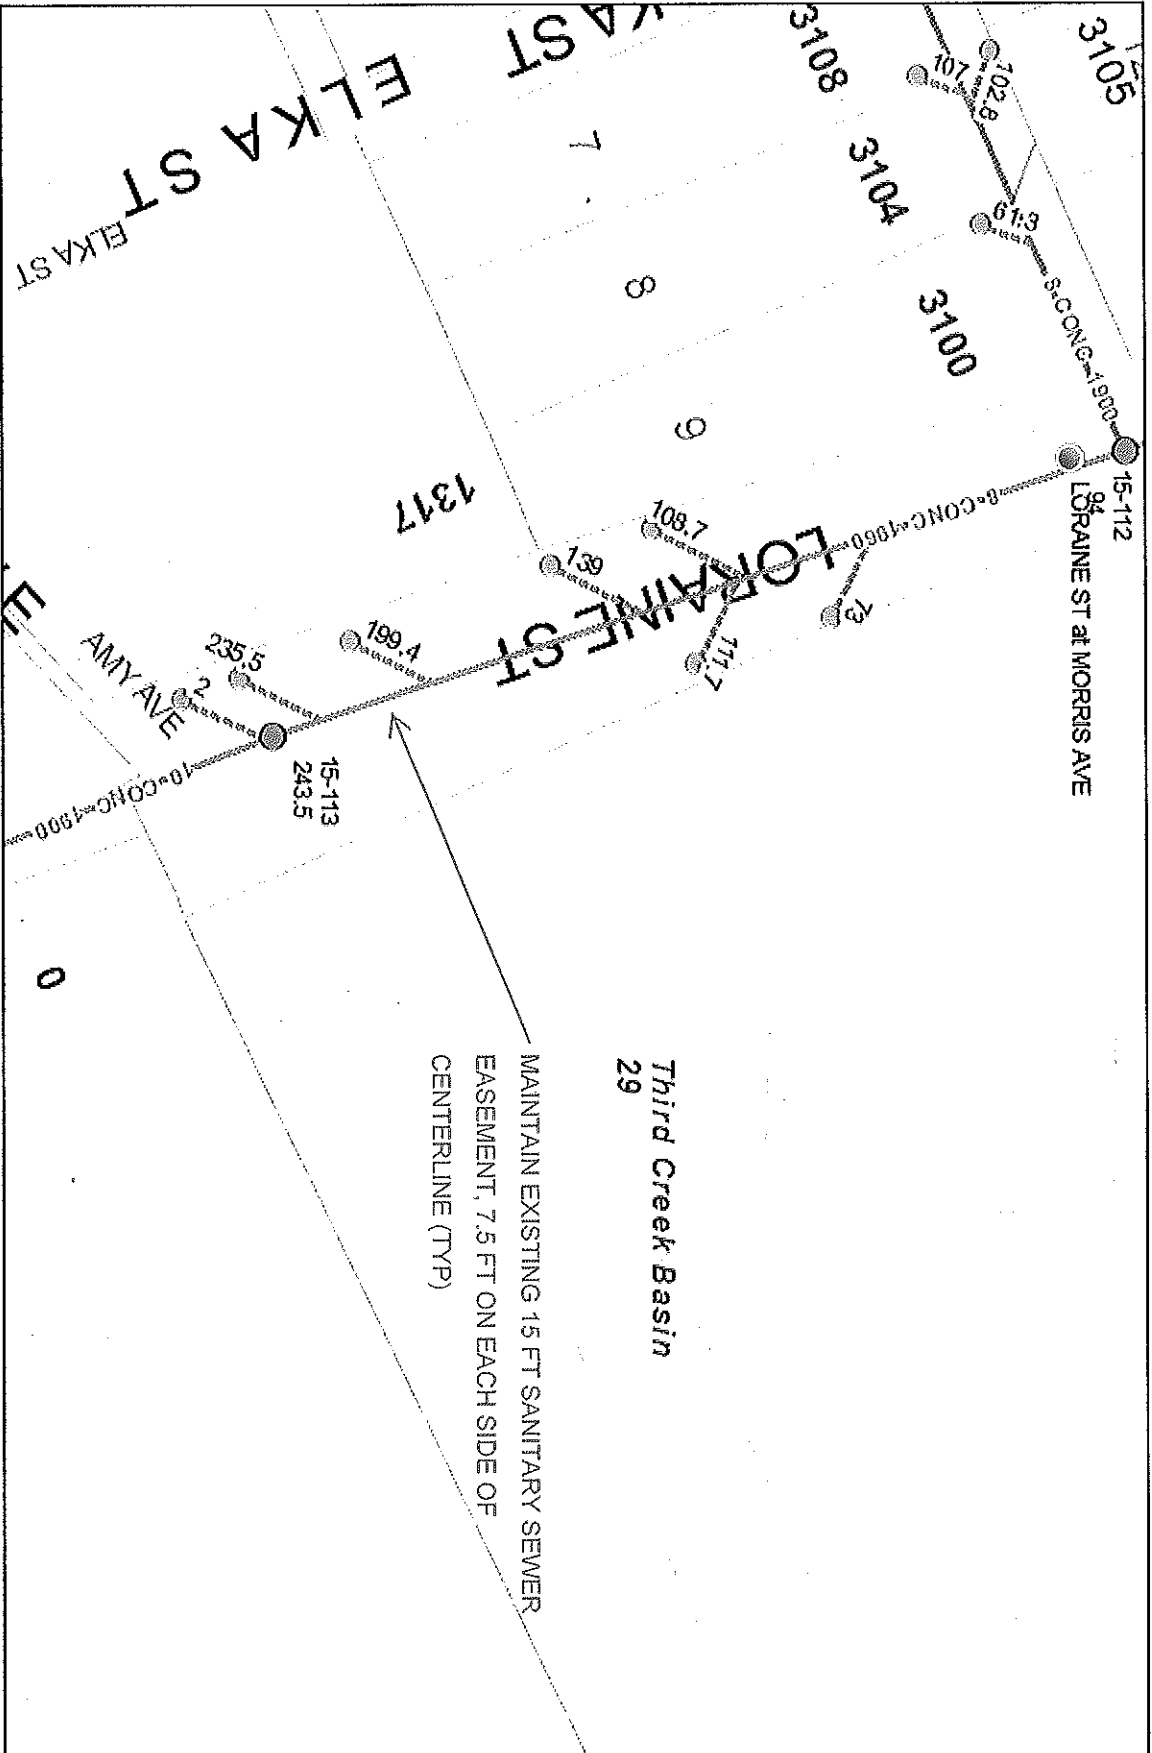 3105
102.8
107
3108
3104
61.3
3100
8-CONC-1900
15-112
94
LORAINE ST at MORRIS AVE
KA ST
ELKA ST
ELKA ST
7
8
9
1317
8-CONC-1960
LORAINE ST
108.7
139
73
111.7
199.4
235.5
2
AMY AVE
15-113
243.5
10-CONC-1900
0
Third Creek Basin
29
MAINTAIN EXISTING 15 FT SANITARY SEWER
EASEMENT, 7.5 FT ON EACH SIDE OF
CENTERLINE (TYP)